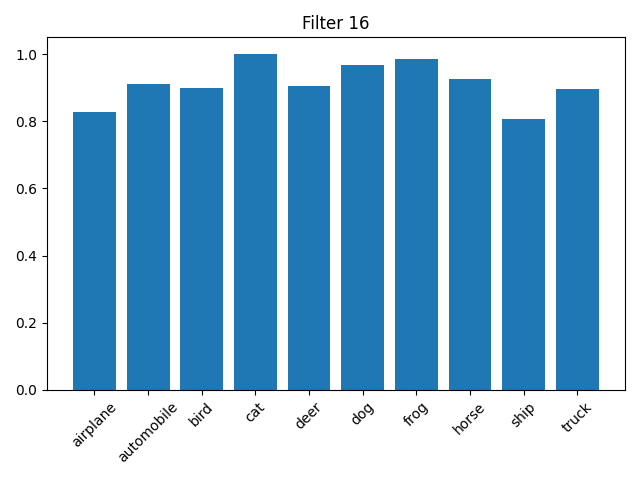 Filter 16
1.0
0.8
0.6
0.4
0.2
0.0
airplane
automobile
bird
cat
deer
dog
frog
horse
ship
truck